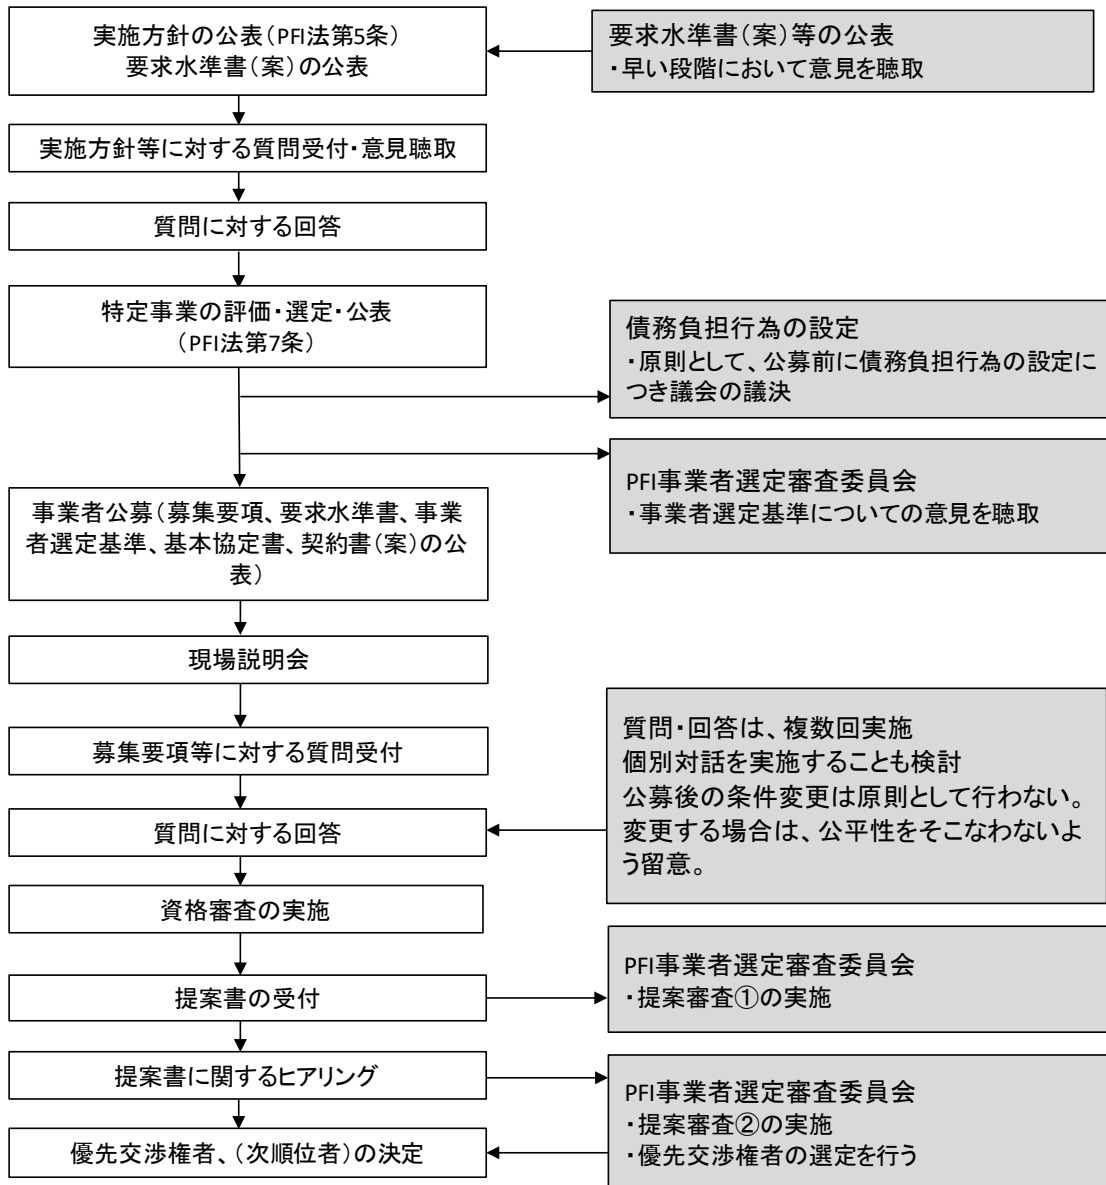 実施方針の公表(PFI法第5条)
要求水準書(案)の公表
要求水準書(案)等の公表
・早い段階において意見を聴取
実施方針等に対する質問受付・意見聴取
質問に対する回答
特定事業の評価・選定・公表
(PFI法第7条)
債務負担行為の設定
・原則として、公募前に債務負担行為の設定に
つき議会の議決
PFI事業者選定審査委員会
・事業者選定基準についての意見を聴取
事業者公募(募集要項、要求水準書、事業
者選定基準、基本協定書、契約書(案)の公
表)
現場説明会
募集要項等に対する質問受付
質問に対する回答
質問・回答は、複数回実施
個別対話を実施することも検討
公募後の条件変更は原則として行わない。
変更する場合は、公平性をそこなわないよ
う留意。
資格審査の実施
提案書の受付
PFI事業者選定審査委員会
・提案審査①の実施
提案書に関するヒアリング
PFI事業者選定審査委員会
・提案審査②の実施
・優先交渉権者の選定を行う
優先交渉権者、(次順位者)の決定